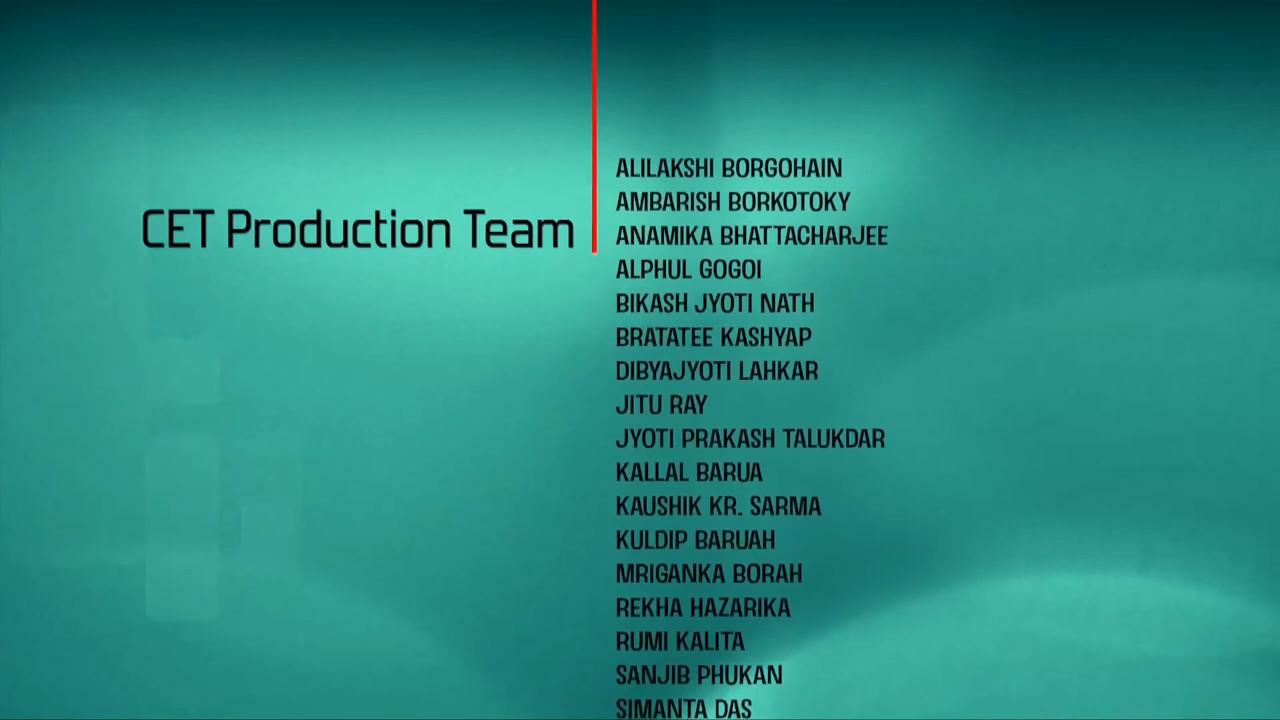 CET Production Team
ALILAKSHI BORGOHAIN
AMBARISH BORKOTOKY
ANAMIKA BHATTACHARJEE
ALPHUL GOGOI
BIKASH JYOTI NATH
BRATATEE KASHYAP
DIBYAJYOTI LAHKAR
JITU RAY
JYOTI PRAKASH TALUKDAR
KALLAL BARUA
KAUSHIK KR. SARMA
KULDIP BARUAH
MRIGANKA BORAH
REKHA HAZARIKA
RUMI KALITA
SANJIB PHUKAN
SIMANTA DAS